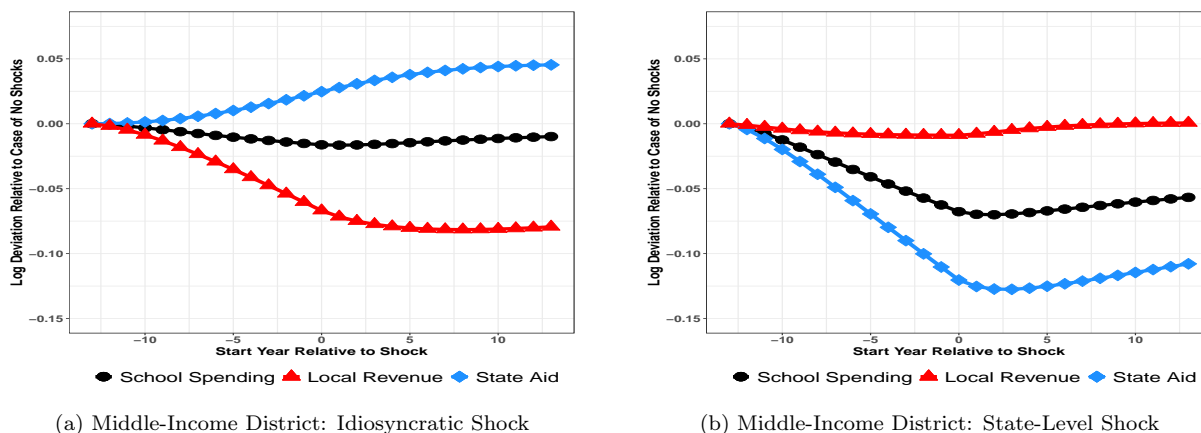 Log Deviation Relative to Case of No Shocks
0.05
0.00
−0.05
−0.10
−0.15
−10 −5 0 5 10
Start Year Relative to Shock
School Spending Local Revenue State Aid
(a) Middle-Income District: Idiosyncratic Shock
Log Deviation Relative to Case of No Shocks
0.05
0.00
−0.05
−0.10
−0.15
−10 −5 0 5 10
Start Year Relative to Shock
School Spending Local Revenue State Aid
(b) Middle-Income District: State-Level Shock